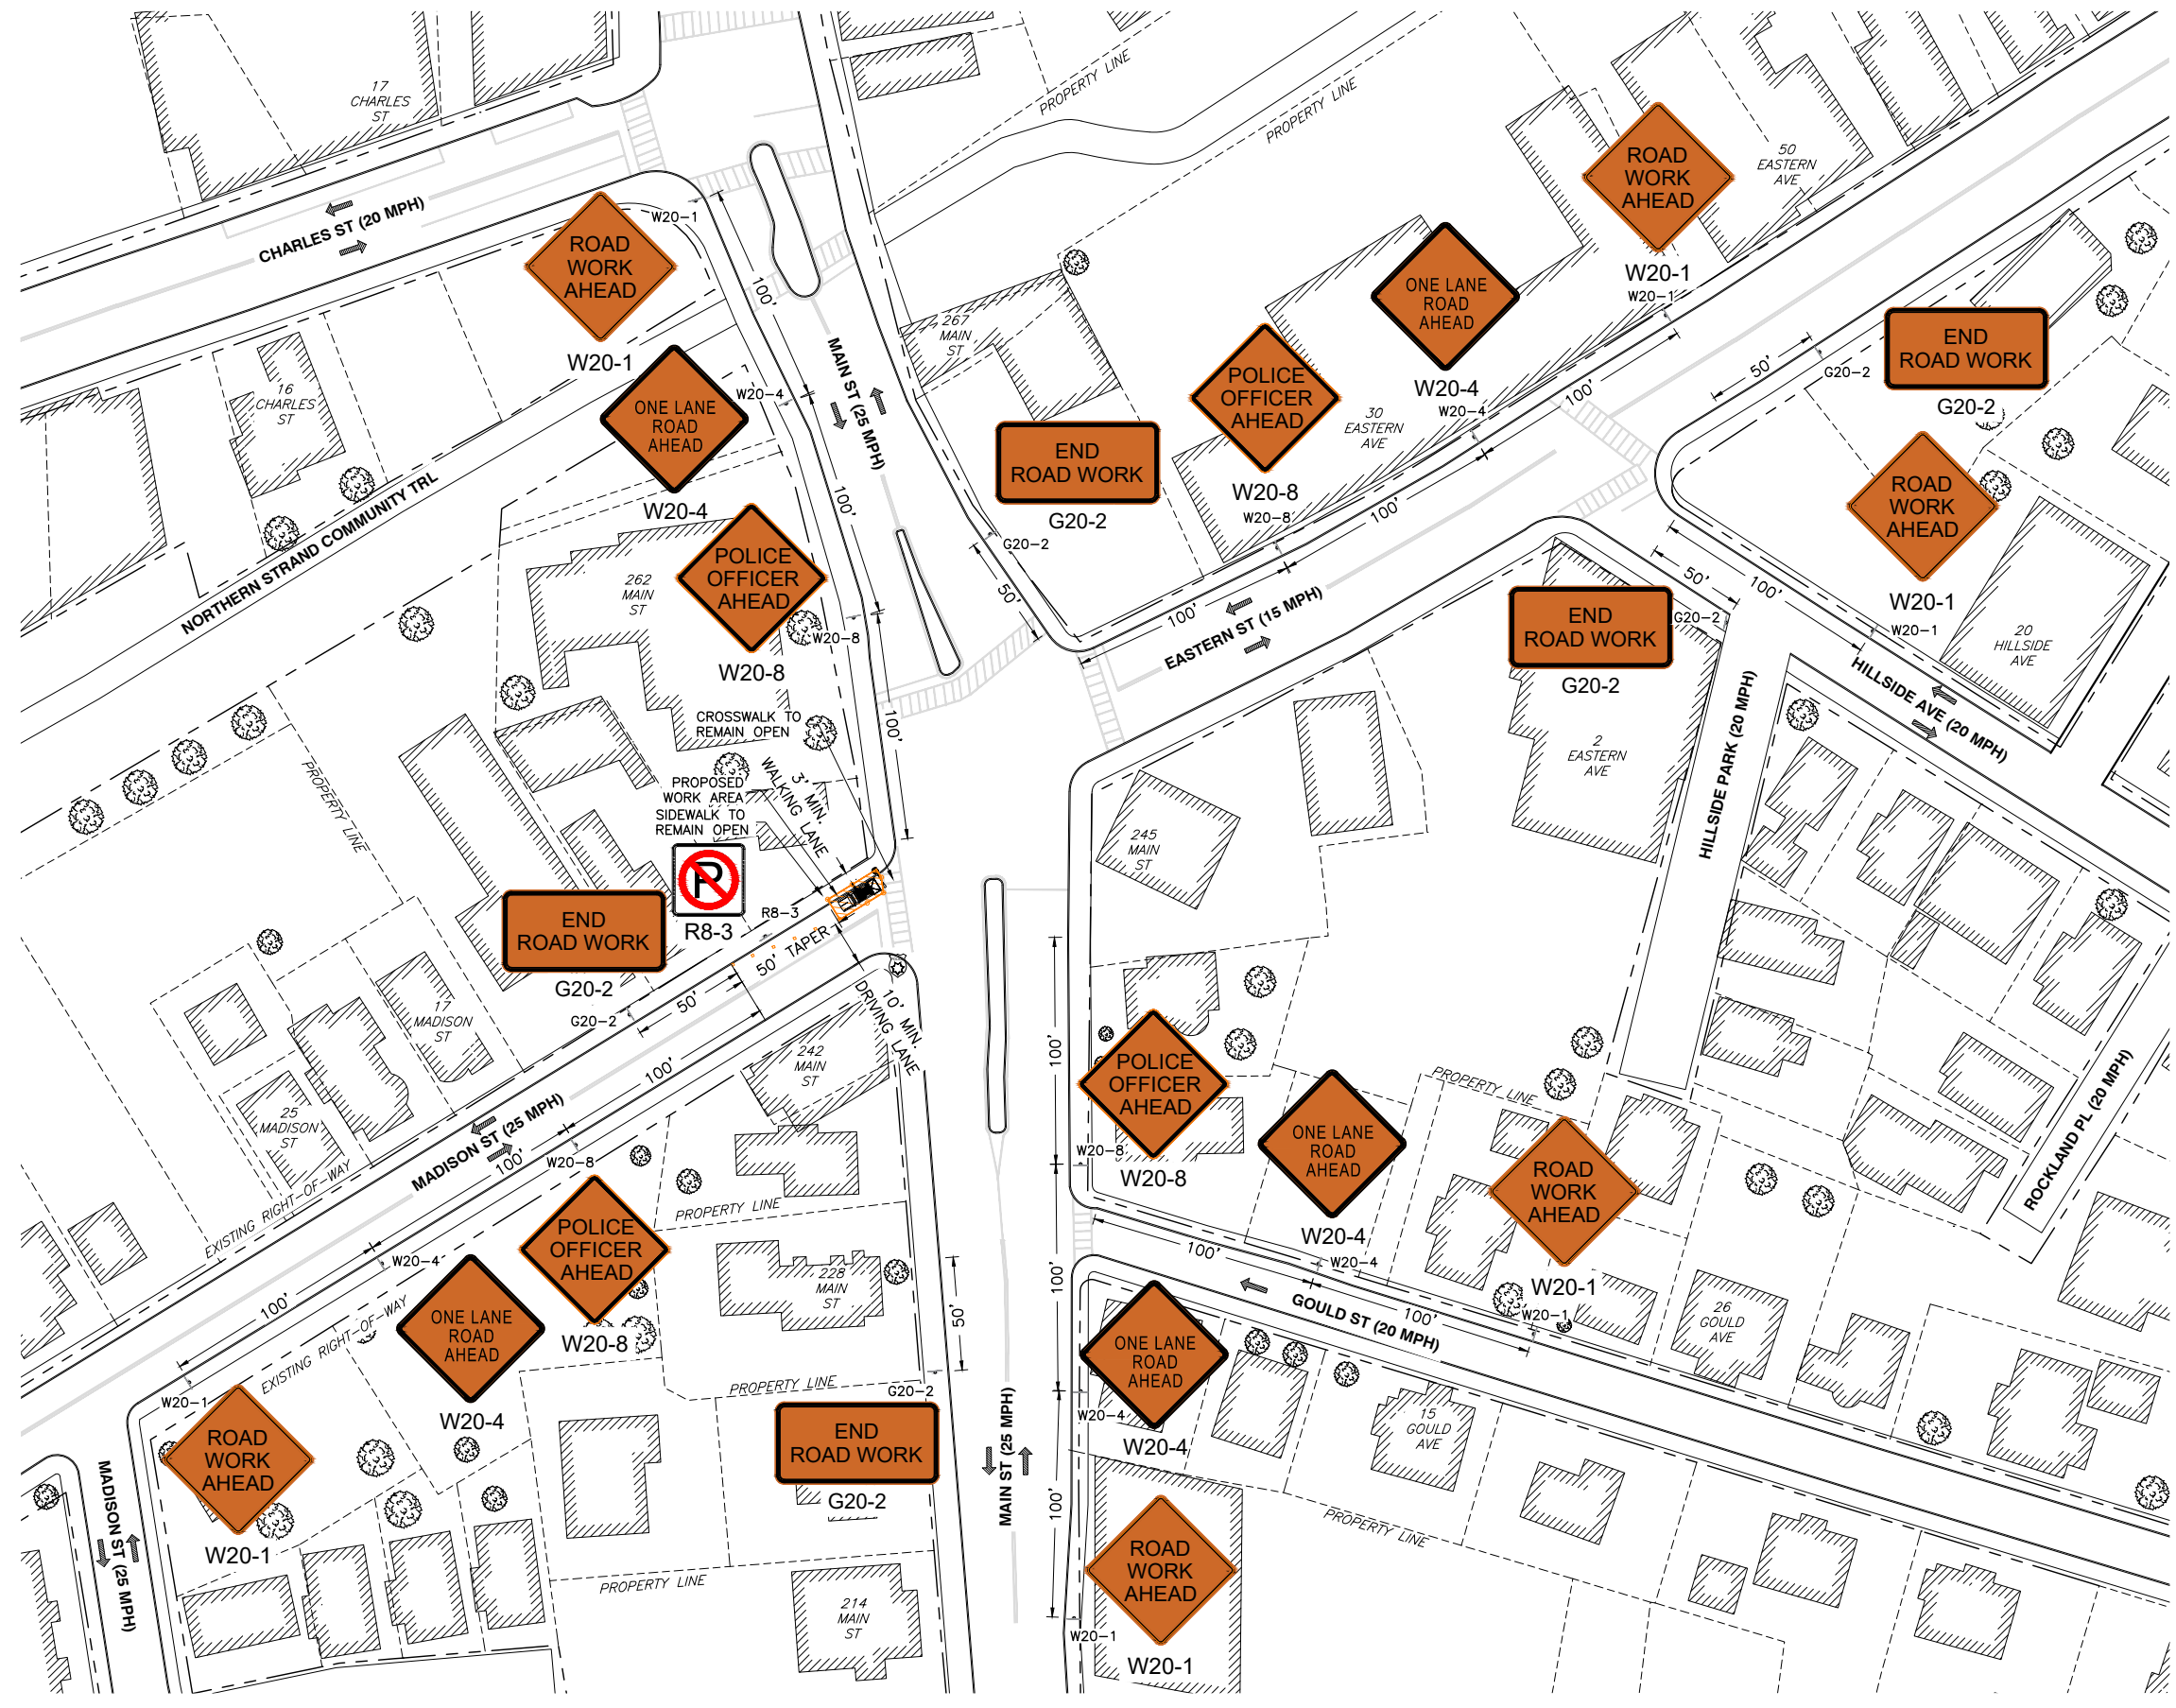 17
CHARLES
ST
PROPERTY LINE
PROPERTY LINE
CHARLES ST (20 MPH)
ROAD
WORK
AHEAD
W20-1
W20-1
100'
ROAD
WORK
AHEAD
W20-1
W20-1
50
EASTERN
AVE
ONE LANE
ROAD
AHEAD
W20-4
W20-4
267
MAIN
ST
POLICE
OFFICER
AHEAD
W20-8
W20-8
30
EASTERN
AVE
100'
END
ROAD WORK
G20-2
G20-2
50'
END
ROAD WORK
G20-2
G20-2
50'
16
CHARLES
ST
ONE LANE
ROAD
AHEAD
W20-4
W20-4
MAIN ST (25 MPH)
100'
100'
ROAD
WORK
AHEAD
W20-1
W20-1
NORTHERN STRAND COMMUNITY TRL
262
MAIN
ST
POLICE
OFFICER
AHEAD
W20-8
W20-8
100'
100'
EASTERN ST (15 MPH)
END
ROAD WORK
G20-2
G20-2
50'
100'
20
HILLSIDE
AVE
HILLSIDE AVE (20 MPH)
HILLSIDE PARK (20 MPH)
2
EASTERN
AVE
CROSSWALK TO
REMAIN OPEN
PROPERTY LINE
PROPOSED
WORK AREA
SIDEWALK TO
REMAIN OPEN
3' MIN.
WALKING LANE
245
MAIN
ST
P
R8-3
R8-3
END
ROAD WORK
G20-2
G20-2
50'
50' TAPER
10' MIN.
DRIVING LANE
17
MADISON
ST
242
MAIN
ST
100'
25
MADISON
ST
MADISON ST (25 MPH)
100'
W20-8
EXISTING RIGHT-OF-WAY
POLICE
OFFICER
AHEAD
W20-8
PROPERTY LINE
228
MAIN
ST
100'
POLICE
OFFICER
AHEAD
W20-8
W20-8
ONE LANE
ROAD
AHEAD
W20-4
W20-4
PROPERTY LINE
ROAD
WORK
AHEAD
W20-1
W20-1
ROCKLAND PL (20 MPH)
100'
GOULD ST (20 MPH)
100'
26
GOULD
AVE
W20-4
100'
EXISTING RIGHT-OF-WAY
ONE LANE
ROAD
AHEAD
W20-4
W20-1
ROAD
WORK
AHEAD
W20-1
MADISON ST (25 MPH)
50'
PROPERTY LINE
G20-2
END
ROAD WORK
G20-2
MAIN ST (25 MPH)
100'
ONE LANE
ROAD
AHEAD
W20-4
W20-4
100'
15
GOULD
AVE
PROPERTY LINE
PROPERTY LINE
214
MAIN
ST
ROAD
WORK
AHEAD
W20-1
W20-1